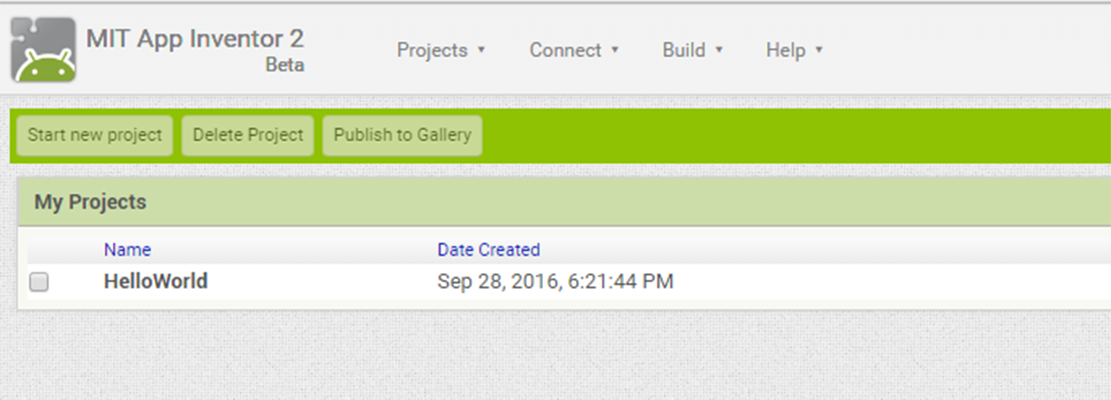 MIT App Inventor 2
Beta
Projects Connect Build Help
Start new project Delete Project Publish to Gallery
My Projects
Name Date Created
HelloWorld Sep 28, 2016, 6:21:44 PM